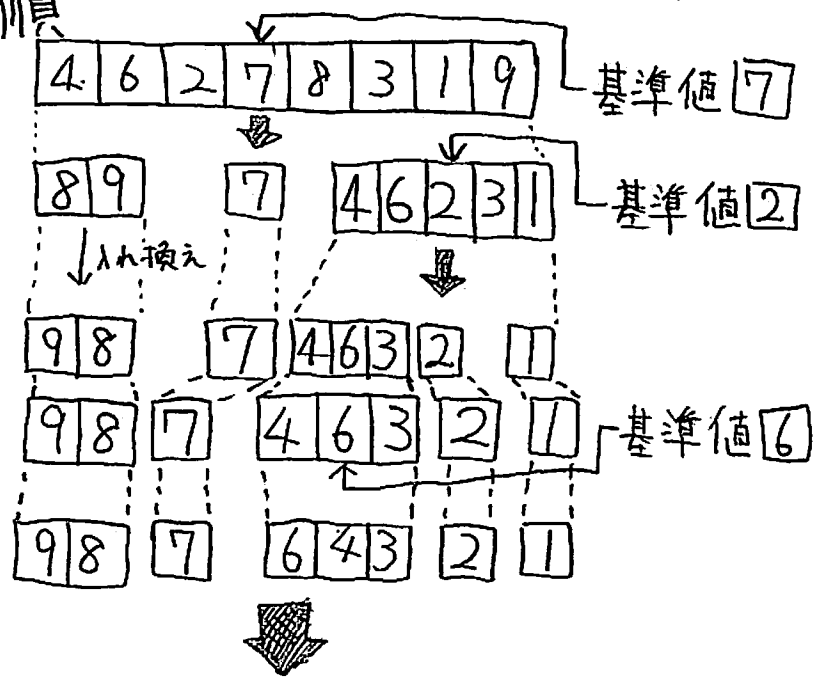 順
4 6 2 7 8 3 1 9 基準値 7
8 9 7 4 6 2 3 1 基準値 2
入れ換え
9 8 7 4 6 3 2 1
9 8 7 4 6 3 2 1 基準値 6
9 8 7 6 4 3 2 1